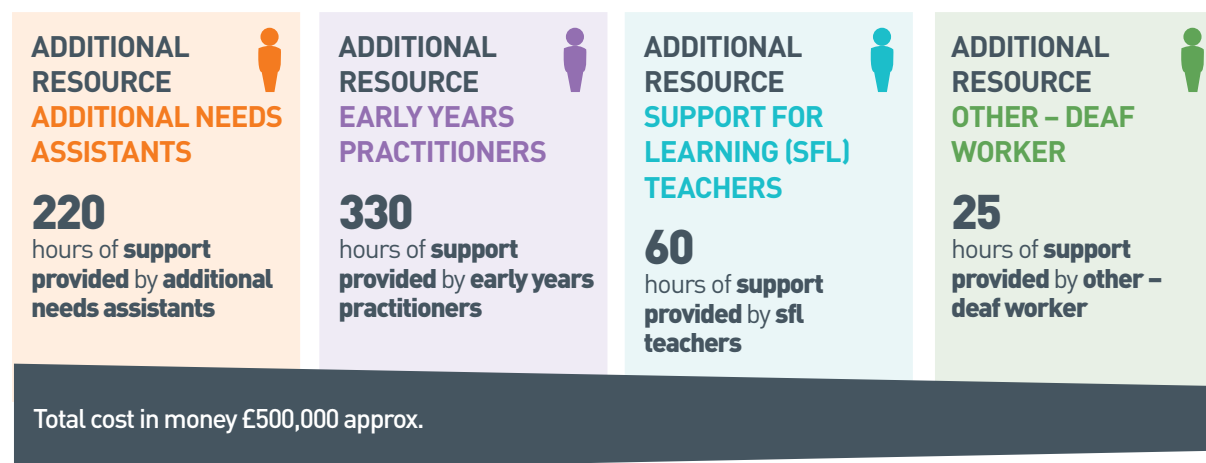 ADDITIONAL
RESOURCE
ADDITIONAL NEEDS
ASSISTANTS
220
hours of support
provided by additional
needs assistants
ADDITIONAL
RESOURCE
EARLY YEARS
PRACTITIONERS
330
hours of support
provided by early years
practitioners
ADDITIONAL
RESOURCE
SUPPORT FOR
LEARNING (SFL)
TEACHERS
60
hours of support
provided by sfl
teachers
ADDITIONAL
RESOURCE
OTHER – DEAF
WORKER
25
hours of support
provided by other –
deaf worker
Total cost in money £500,000 approx.